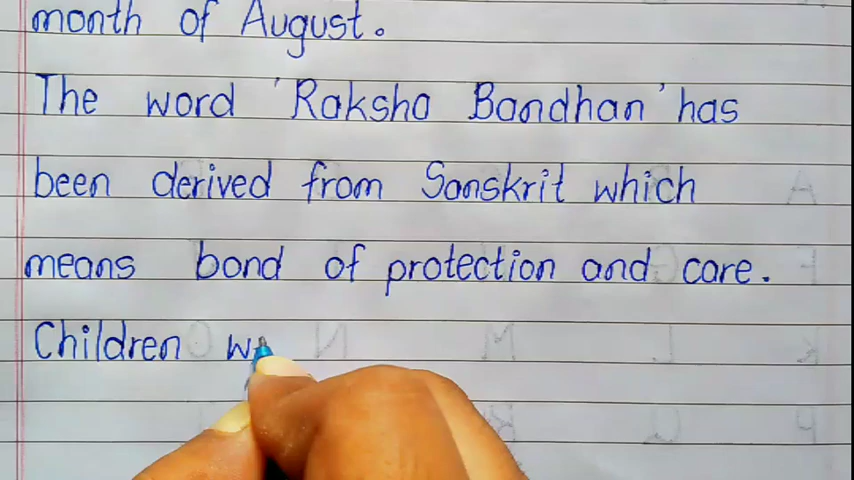 month of August.
The word 'Raksha Bandhan' has
been derived from Sanskrit which
means bond of protection and care.
Children w